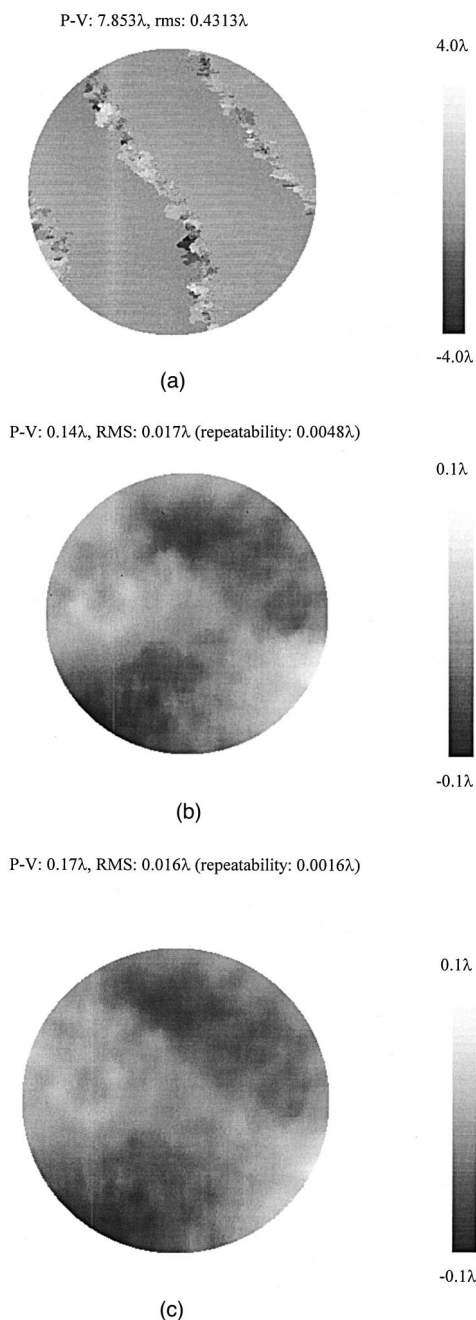 P-V: 7.853λ, rms: 0.4313λ
4.0λ
-4.0λ
(a)
P-V: 0.14λ, RMS: 0.017λ (repeatability: 0.0048λ)
0.1λ
-0.1λ
(b)
P-V: 0.17λ, RMS: 0.016λ (repeatability: 0.0016λ)
0.1λ
-0.1λ
(c)